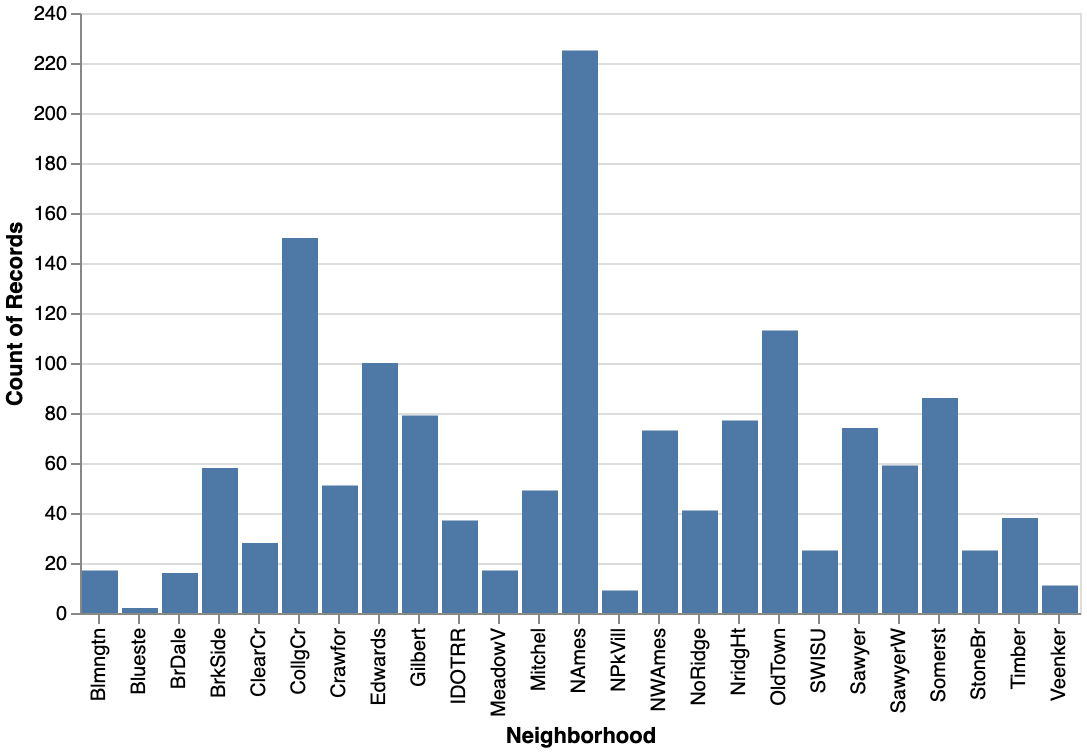 240
220
200
180
160
140
120
100
80
60
40
20
0
Count of Records
Blmngtn
Blueste
BrDale
BrkSide
ClearCr
CollgCr
Crawfor
Edwards
Gilbert
IDOTRR
MeadowV
Mitchel
NAmes
NPkVill
NWAmes
NoRidge
NridgHt
OldTown
SWISU
Sawyer
SawyerW
Somerst
StoneBr
Timber
Veenker
Neighborhood